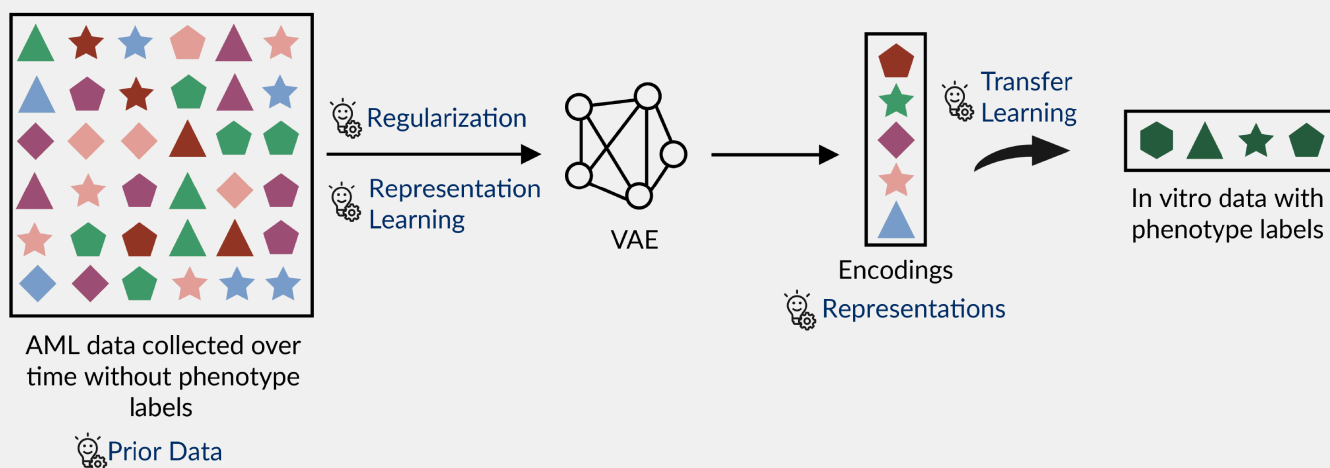 Regularization
Representation
Learning
AML data collected over
time without phenotype
labels
Prior Data
VAE
Encodings
Representations
Transfer
Learning
In vitro data with
phenotype labels